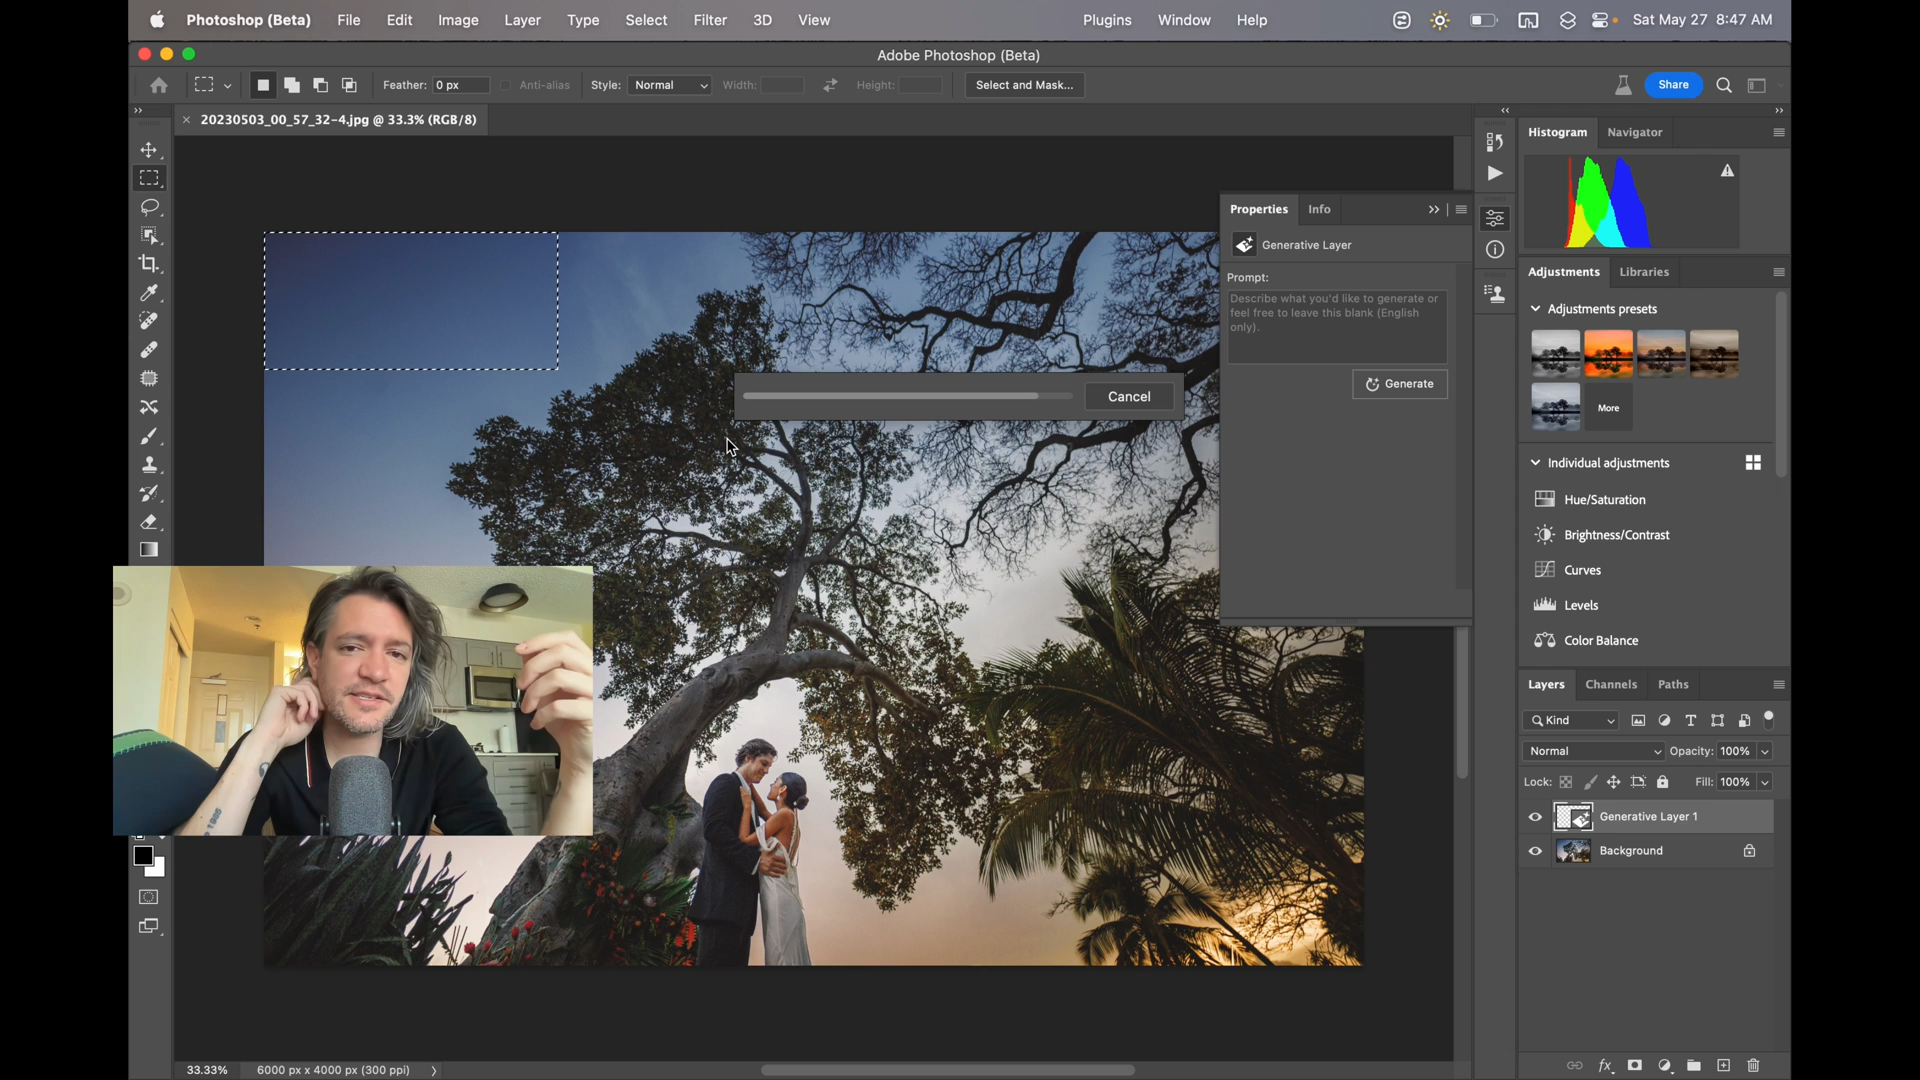 Photoshop (Beta) File Edit Image Layer Type Select Filter 3D View Plugins Window Help Sat May 27 8:47 AM
Adobe Photoshop (Beta)
Feather: 0 px Anti-alias Style: Normal Width: Height: Select and Mask... Share
× 20230503_00_57_32-4.jpg @ 33.3% (RGB/8)
Histogram Navigator
Properties Info
Generative Layer
Prompt:
Describe what you'd like to generate or
feel free to leave this blank (English
only).
Generate
Cancel
Adjustments Libraries
Adjustments presets
More
Individual adjustments
Hue/Saturation
Brightness/Contrast
Curves
Levels
Color Balance
Layers Channels Paths
Kind
Normal Opacity: 100%
Lock: Fill: 100%
Generative Layer 1
Background
33.33% 6000 px x 4000 px (300 ppi)